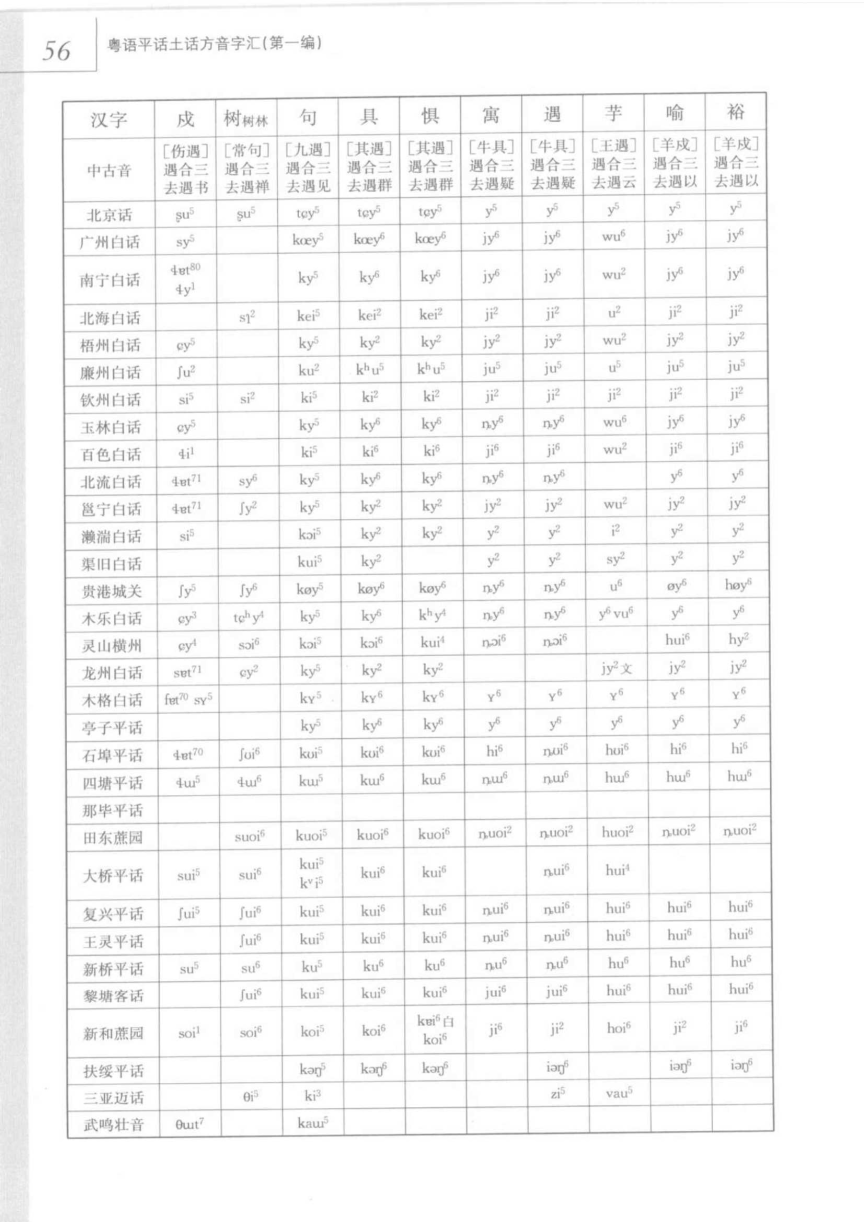 56 粤语平话土话方音字汇(第一编)
汉字 戍 树树林 句 具 惧 寓 遇 芋 喻 裕
中古音 [伤遇]遇合三去遇书 [常句]遇合三去遇禅 [九遇]遇合三去遇见 [其遇]遇合三去遇群 [其遇]遇合三去遇群 [牛具]遇合三去遇疑 [牛具]遇合三去遇疑 [王遇]遇合三去遇云 [羊戍]遇合三去遇以 [羊戍]遇合三去遇以
北京话 ʂu⁵ ʂu⁵ tɕy⁵ tɕy⁵ tɕy⁵ y⁵ y⁵ y⁵ y⁵ y⁵
广州白话 sy⁵ kœy⁵ kœy⁶ kœy⁶ jy⁶ jy⁶ wu⁶ jy⁶ jy⁶
南宁白话 ɬɐt⁸⁰ ɬy¹ ky⁵ ky⁶ ky⁶ jy⁶ jy⁶ wu² jy⁶ jy⁶
北海白话 sɿ² kei⁵ kei² kei² ji² ji² u² ji² ji²
梧州白话 ɕy⁵ ky⁵ ky² ky² jy² jy² wu² jy² jy²
廉州白话 ʃu² ku² kʰu⁵ kʰu⁵ ju⁵ ju⁵ u⁵ ju⁵ ju⁵
钦州白话 si⁵ si² ki⁵ ki² ki² ji² ji² ji² ji² ji²
玉林白话 ɕy⁵ ky⁵ ky⁶ ky⁶ ȵy⁶ ȵy⁶ wu⁶ jy⁶ jy⁶
百色白话 ɬi¹ ki⁵ ki⁶ ki⁶ ji⁶ ji⁶ wu² ji⁶ ji⁶
北流白话 ɬɐt⁷¹ sy⁶ ky⁵ ky⁶ ky⁶ ȵy⁶ ȵy⁶ y⁶ y⁶
邕宁白话 ɬɐt⁷¹ ʃy² ky⁵ ky² ky² jy² jy² wu² jy² jy²
濑湍白话 si⁵ kɔi⁵ ky² ky² y² y² i² y² y²
渠旧白话 kui⁵ ky² y² y² sy² y² y²
贵港城关 ʃy⁵ ʃy⁶ køy⁵ køy⁶ køy⁶ ȵy⁶ ȵy⁶ u⁶ øy⁶ høy⁶
木乐白话 ɕy³ tɕʰy⁴ ky⁵ ky⁶ kʰy⁴ ȵy⁶ ȵy⁶ y⁶ vu⁶ y⁶ y⁶
灵山横州 ɕy⁴ sɔi⁶ kɔi⁵ kɔi⁶ kui⁴ ȵɔi⁶ ȵɔi⁶ hui⁶ hy²
龙州白话 sɐt⁷¹ ɕy² ky⁵ ky² ky² jy²文 jy² jy²
木格白话 fɐt⁷⁰ sʏ⁵ kʏ⁵ kʏ⁶ kʏ⁶ ʏ⁶ ʏ⁶ ʏ⁶ ʏ⁶ ʏ⁶
亭子平话 ky⁵ ky⁶ ky⁶ y⁶ y⁶ y⁶ y⁶ y⁶
石埠平话 ɬɐt⁷⁰ ʃʊi⁶ kʊi⁵ kʊi⁶ kʊi⁶ hi⁶ ȵʊi⁶ hʊi⁶ hi⁶ hi⁶
四塘平话 ɬɯ⁵ ɬɯ⁶ kɯ⁵ kɯ⁶ kɯ⁶ ȵɯ⁶ ȵɯ⁶ hɯ⁶ hɯ⁶ hɯ⁶
那毕平话
田东蔗园 suoi⁶ kuoi⁵ kuoi⁶ kuoi⁶ ȵuoi² ȵuoi² huoi² ȵuoi² ȵuoi²
大桥平话 sui⁵ sui⁶ kui⁵ kᵛi⁵ kui⁶ kui⁶ ȵui⁶ hui⁴
复兴平话 ʃui⁵ ʃui⁶ kui⁵ kui⁶ kui⁶ ȵui⁶ ȵui⁶ hui⁶ hui⁶ hui⁶
王灵平话 ʃui⁶ kui⁵ kui⁶ kui⁶ ȵui⁶ ȵui⁶ hui⁶ hui⁶ hui⁶
新桥平话 su⁵ su⁶ ku⁵ ku⁶ ku⁶ ȵu⁶ ȵu⁶ hu⁶ hu⁶ hu⁶
黎塘客话 ʃui⁶ kui⁵ kui⁶ kui⁶ jui⁶ jui⁶ hui⁶ hui⁶ hui⁶
新和蔗园 soi¹ soi⁶ koi⁵ koi⁶ kɐi⁶白 koi⁶ ji⁶ ji² hoi⁶ ji² ji⁶
扶绥平话 kəŋ⁵ kəŋ⁶ kəŋ⁶ iəŋ⁶ iəŋ⁶ iəŋ⁶
三亚迈话 θi⁵ ki³ zi⁵ vau⁵
武鸣壮音 θɯt⁷ kaɯ⁵